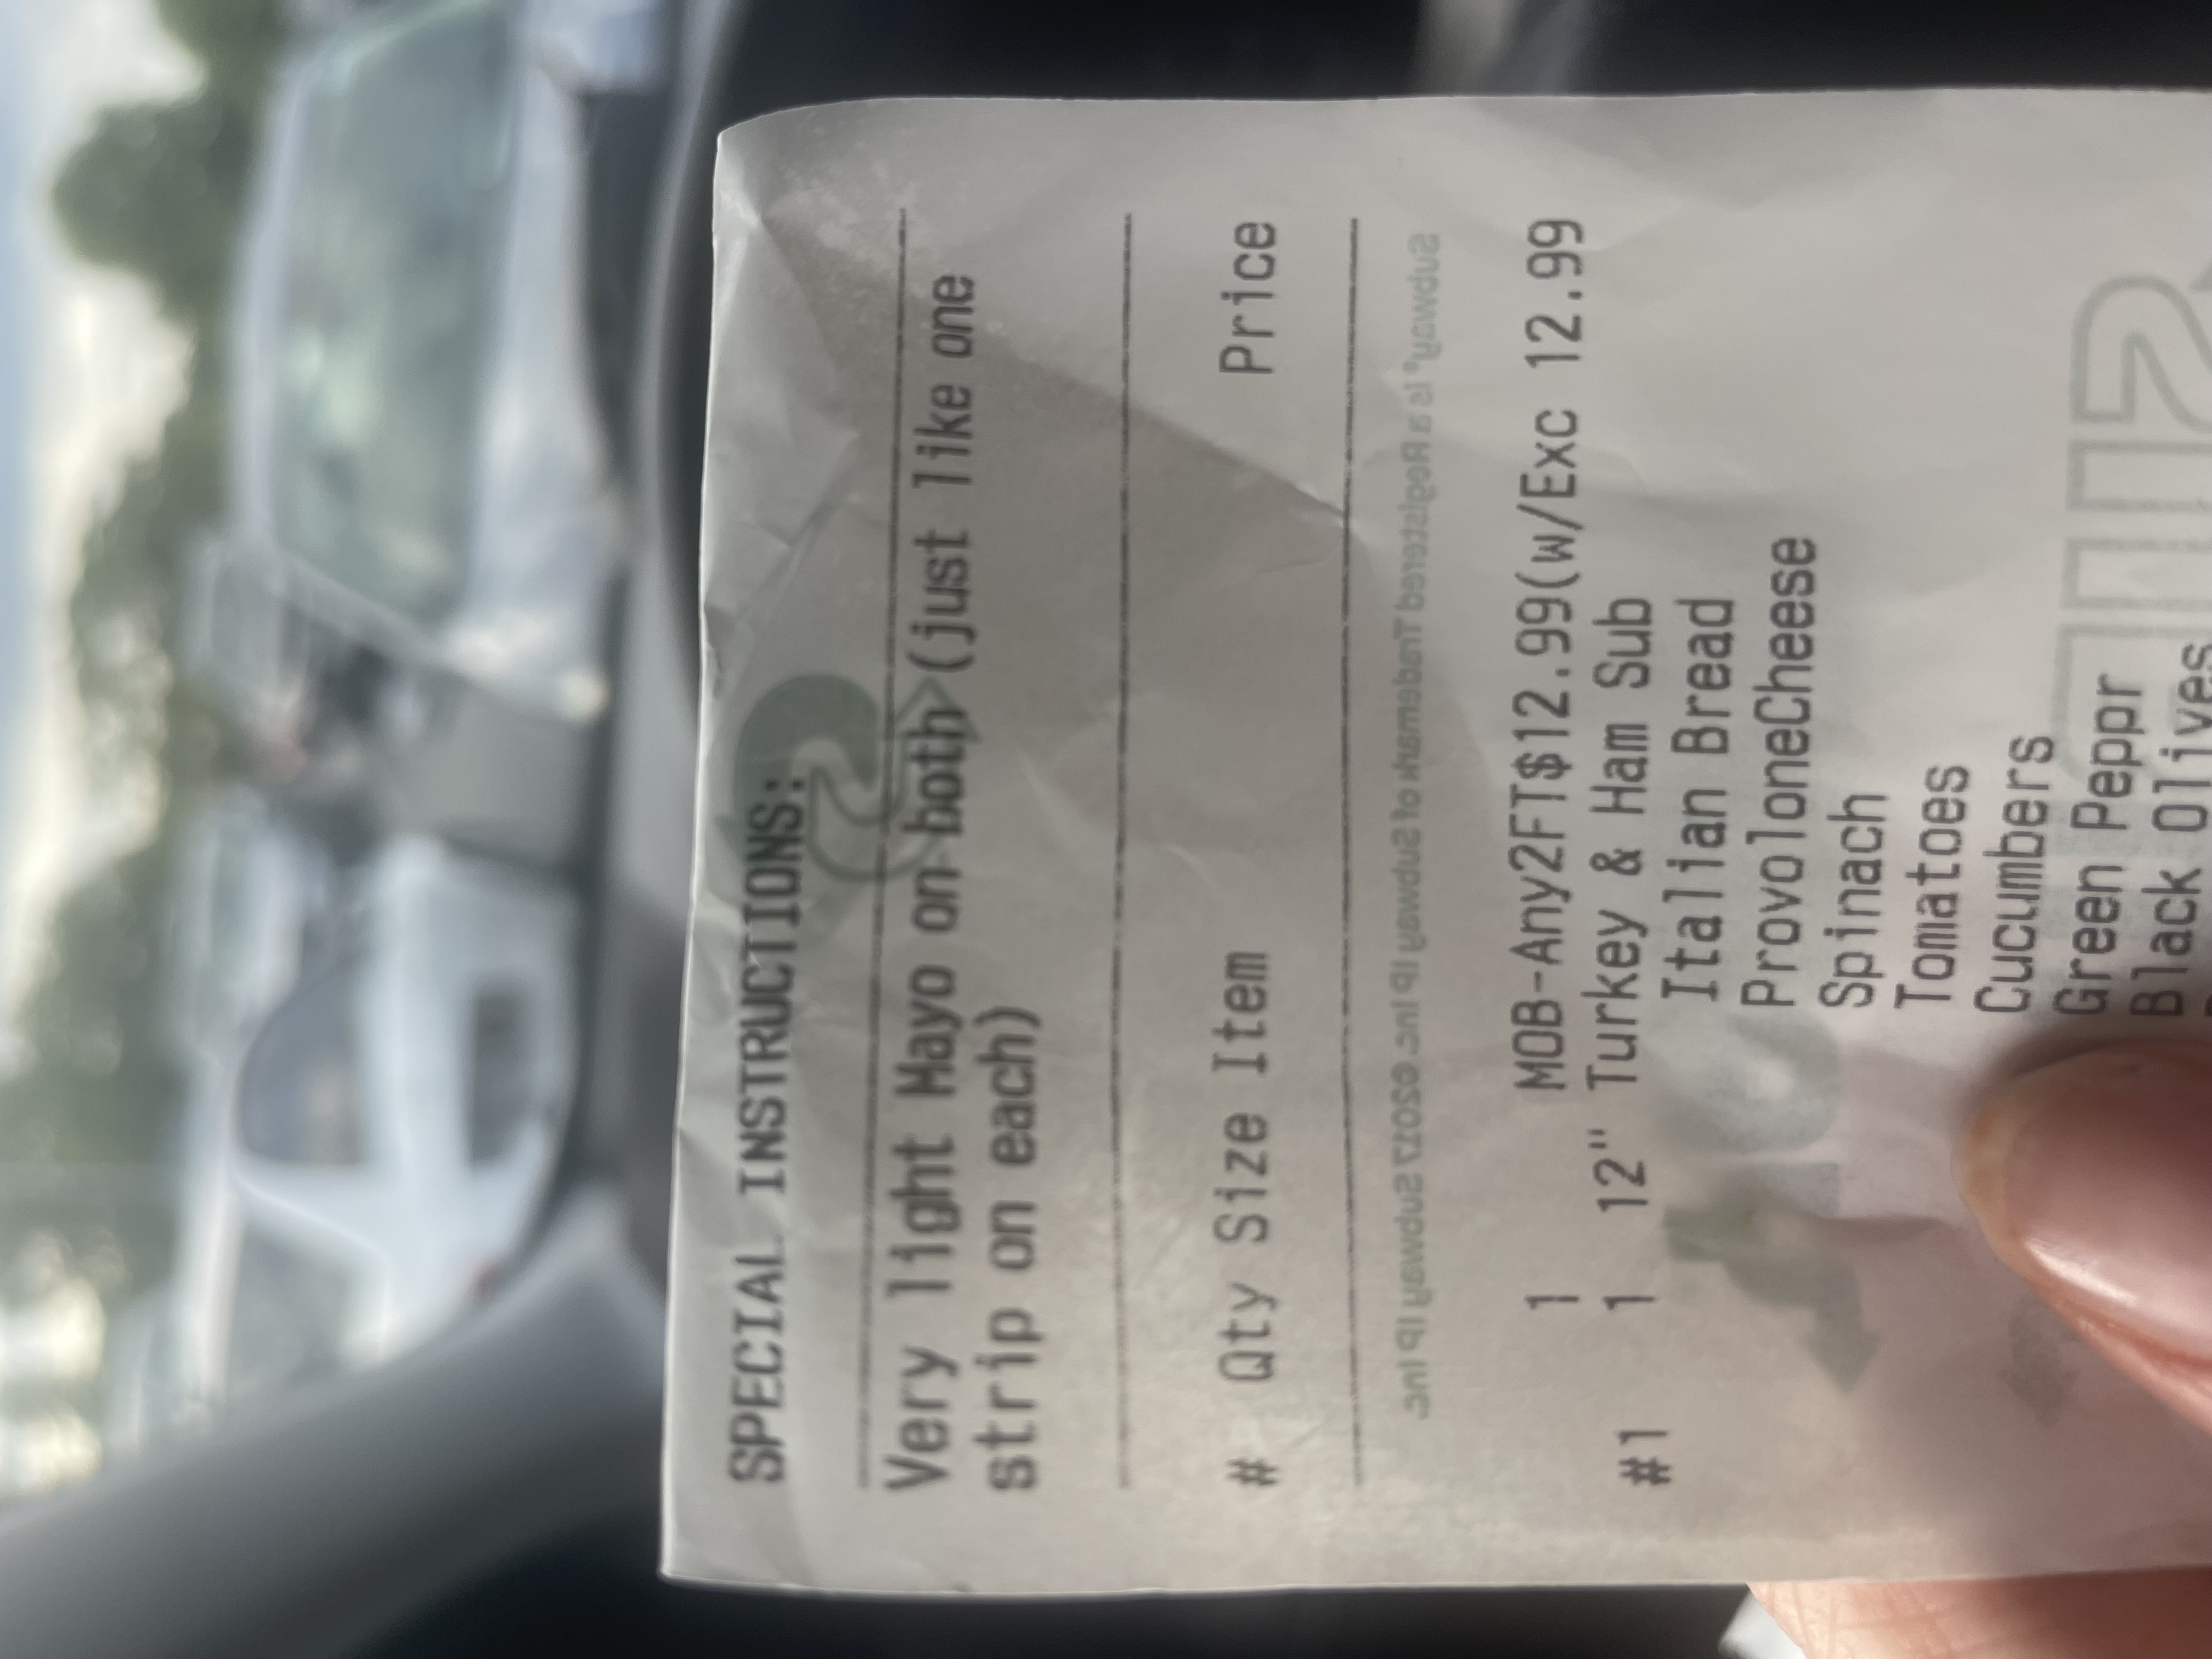 SPECIAL INSTRUCTIONS:
Very light Mayo on both (just like one
strip on each)
# Qty Size Item Price
Subway® is a Registered Trademark of Subway IP Inc. ©2017 Subway IP Inc.
1 MOB-Any2FT$12.99(w/Exc 12.99
#1 1 12" Turkey & Ham Sub
Italian Bread
ProvoloneCheese
Spinach
Tomatoes
Cucumbers
Green Peppr
Black Olives